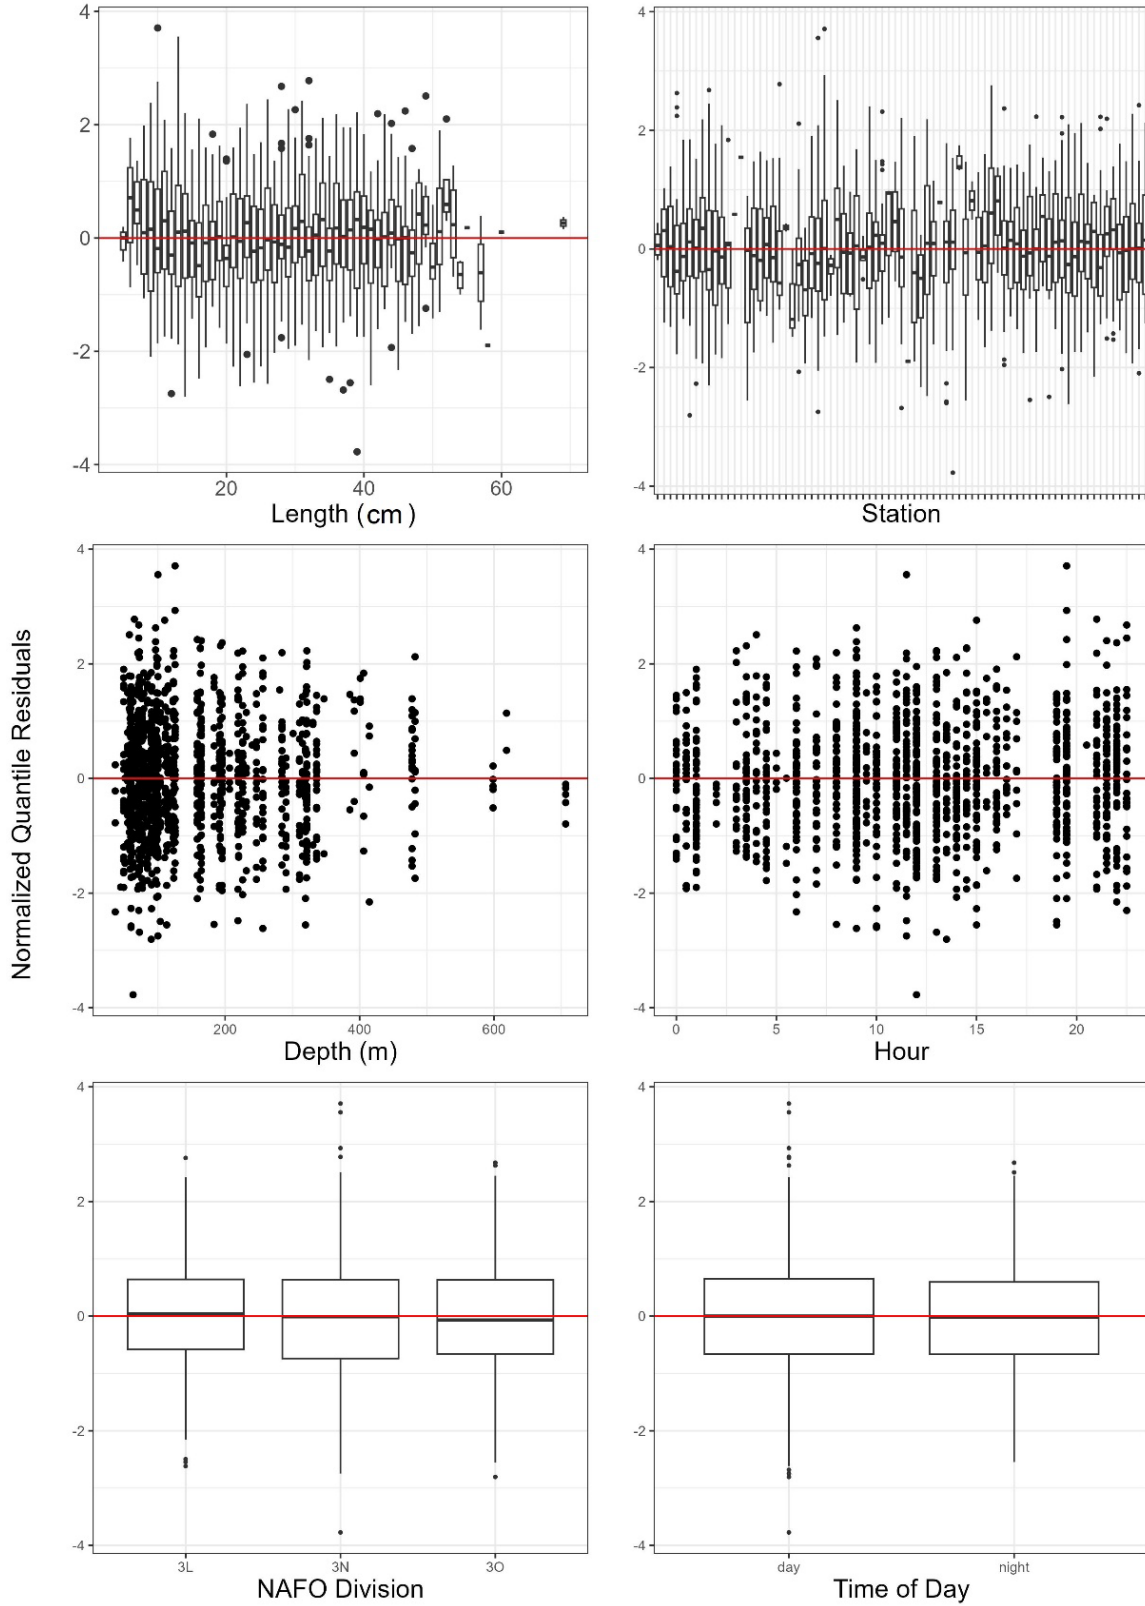 4
2
0
-2
-4
20 40 60
Length (cm)
4
2
0
-2
-4
Station
Normalized Quantile Residuals
4
2
0
-2
-4
200 400 600
Depth (m)
4
2
0
-2
-4
0 5 10 15 20
Hour
4
2
0
-2
-4
3L 3N 3O
NAFO Division
4
2
0
-2
-4
day night
Time of Day